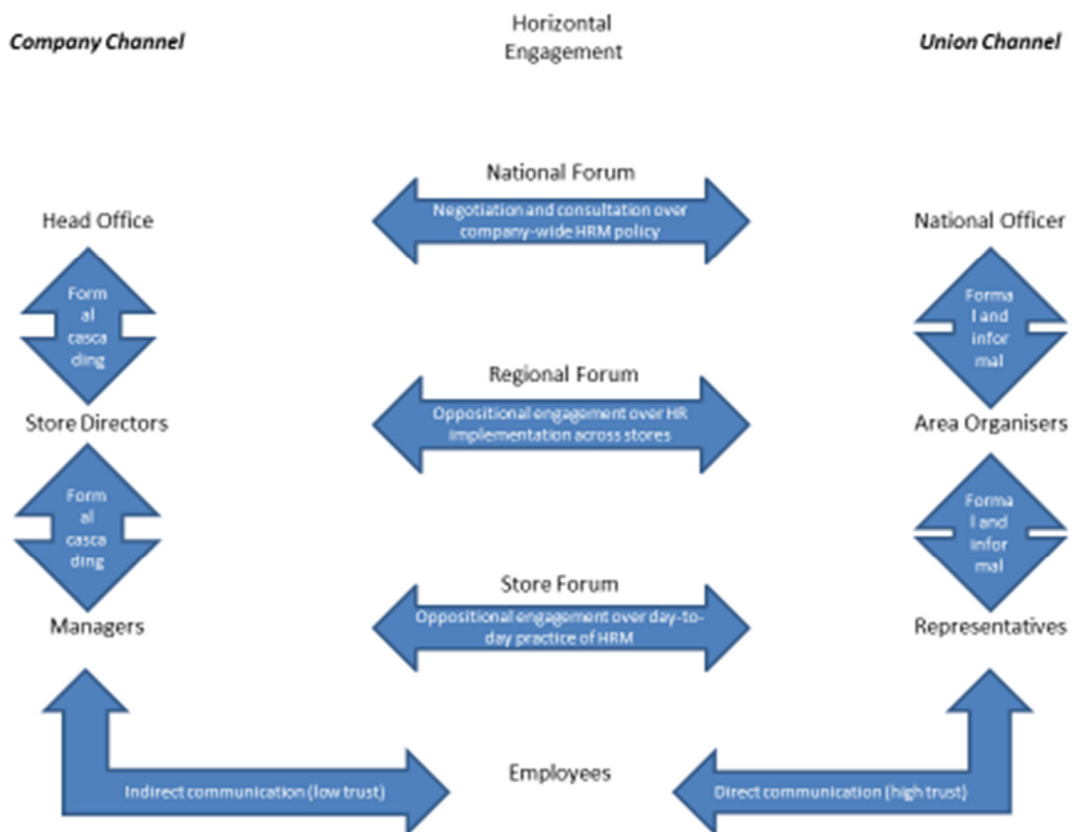 Company Channel
Horizontal
Engagement
Union Channel
National Forum
Negotiation and consultation over
company-wide HRM policy
Head Office
National Officer
Form
al
casca
ding
Forma
l and
infor
mal
Regional Forum
Oppositional engagement over HR
implementation across stores
Store Directors
Area Organisers
Form
al
casca
ding
Forma
l and
infor
mal
Store Forum
Oppositional engagement over day-to-
day practice of HRM
Managers
Representatives
Employees
Indirect communication (low trust)
Direct communication (high trust)